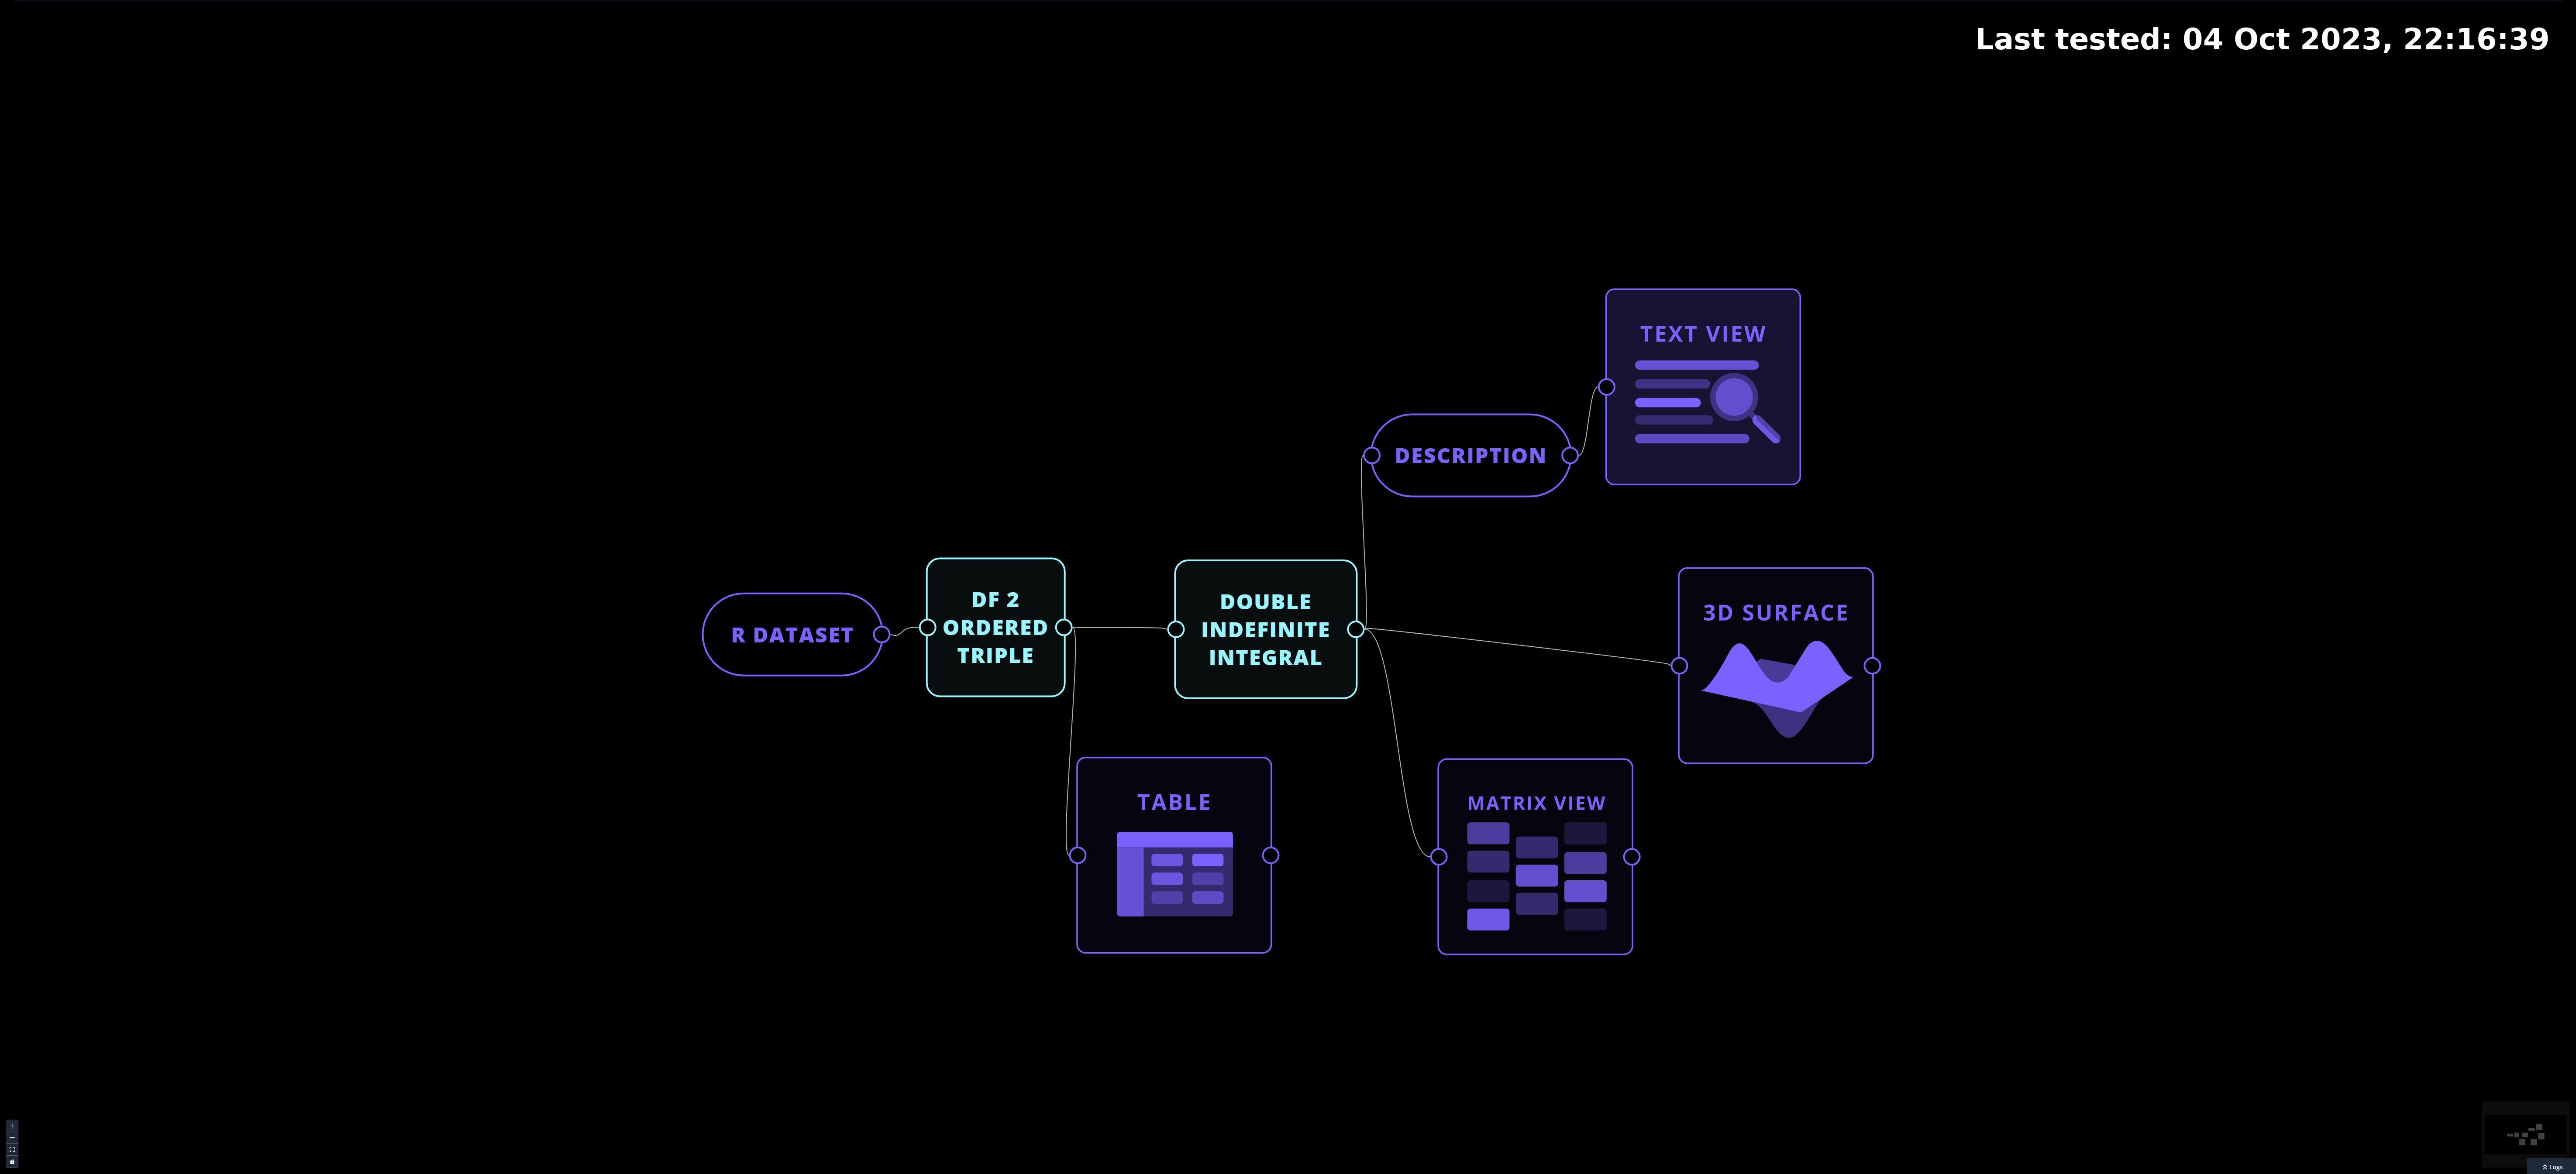 Last tested: 04 Oct 2023, 22:16:39
TEXT VIEW
DESCRIPTION
R DATASET
DF 2
ORDERED
TRIPLE
DOUBLE
INDEFINITE
INTEGRAL
3D SURFACE
TABLE
MATRIX VIEW
Logs